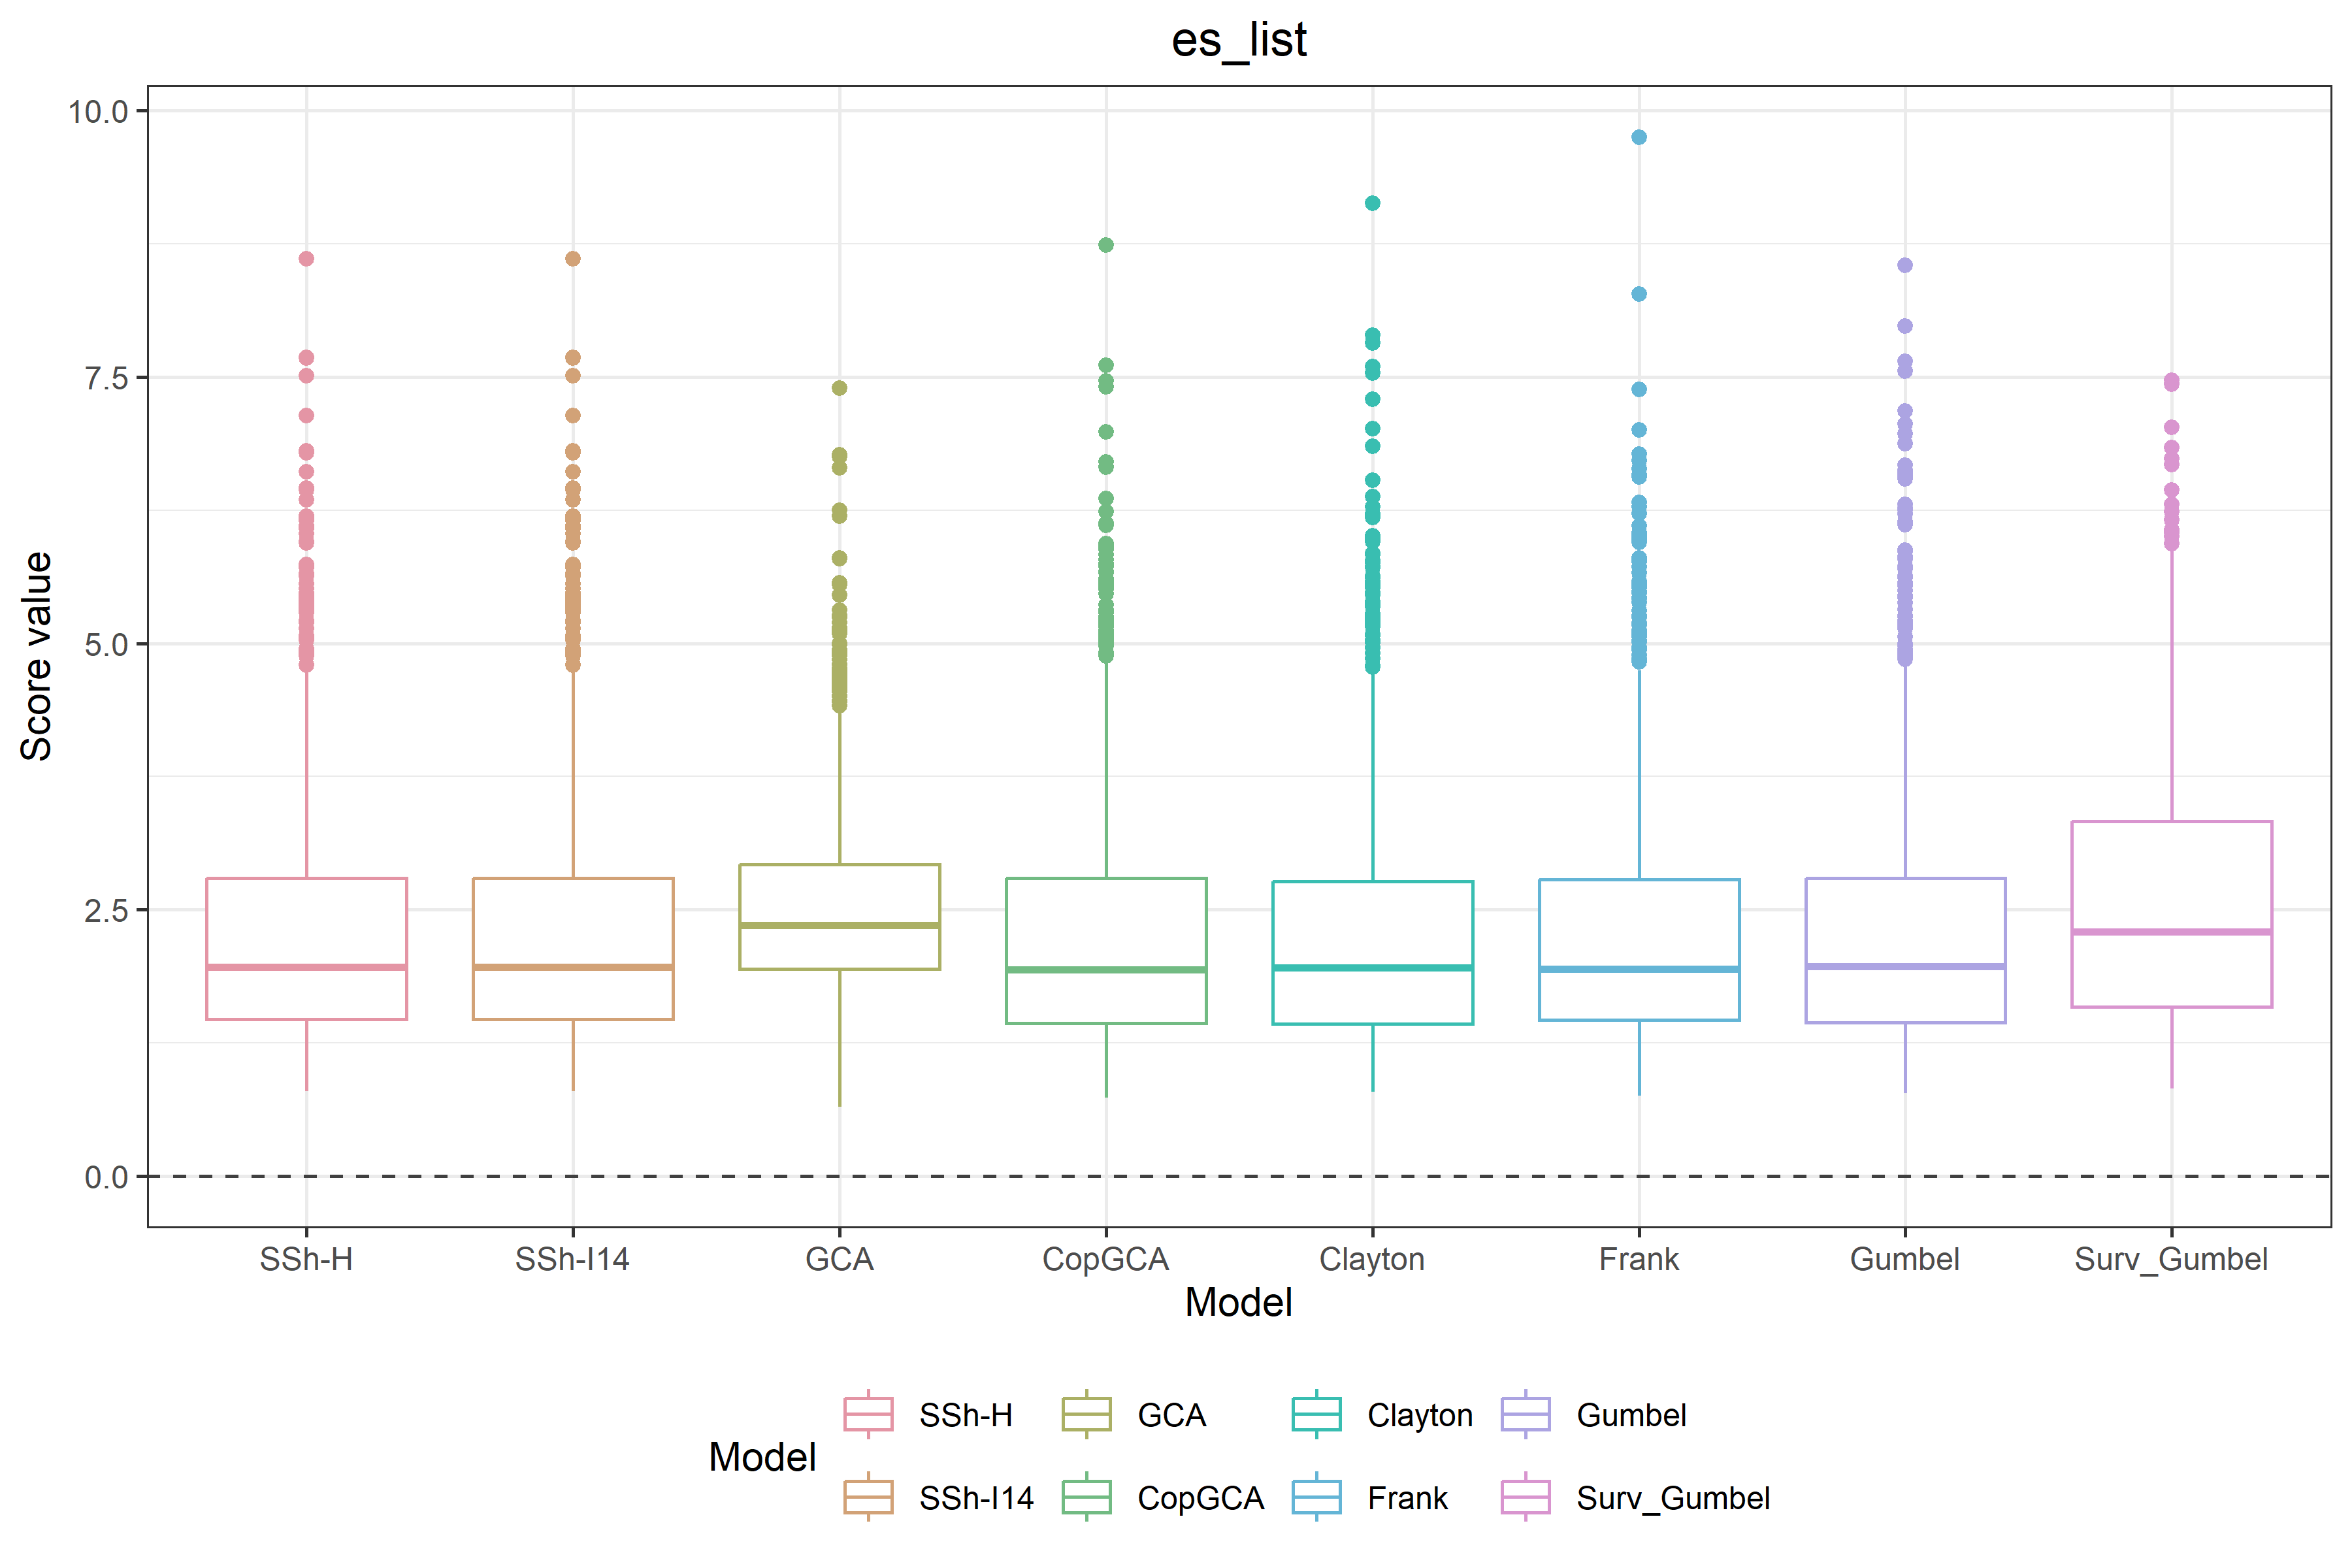 es_list
Score value
10.0
7.5
5.0
2.5
0.0
SSh-H SSh-I14 GCA CopGCA Clayton Frank Gumbel Surv_Gumbel
Model
Model
SSh-H GCA Clayton Gumbel
SSh-I14 CopGCA Frank Surv_Gumbel